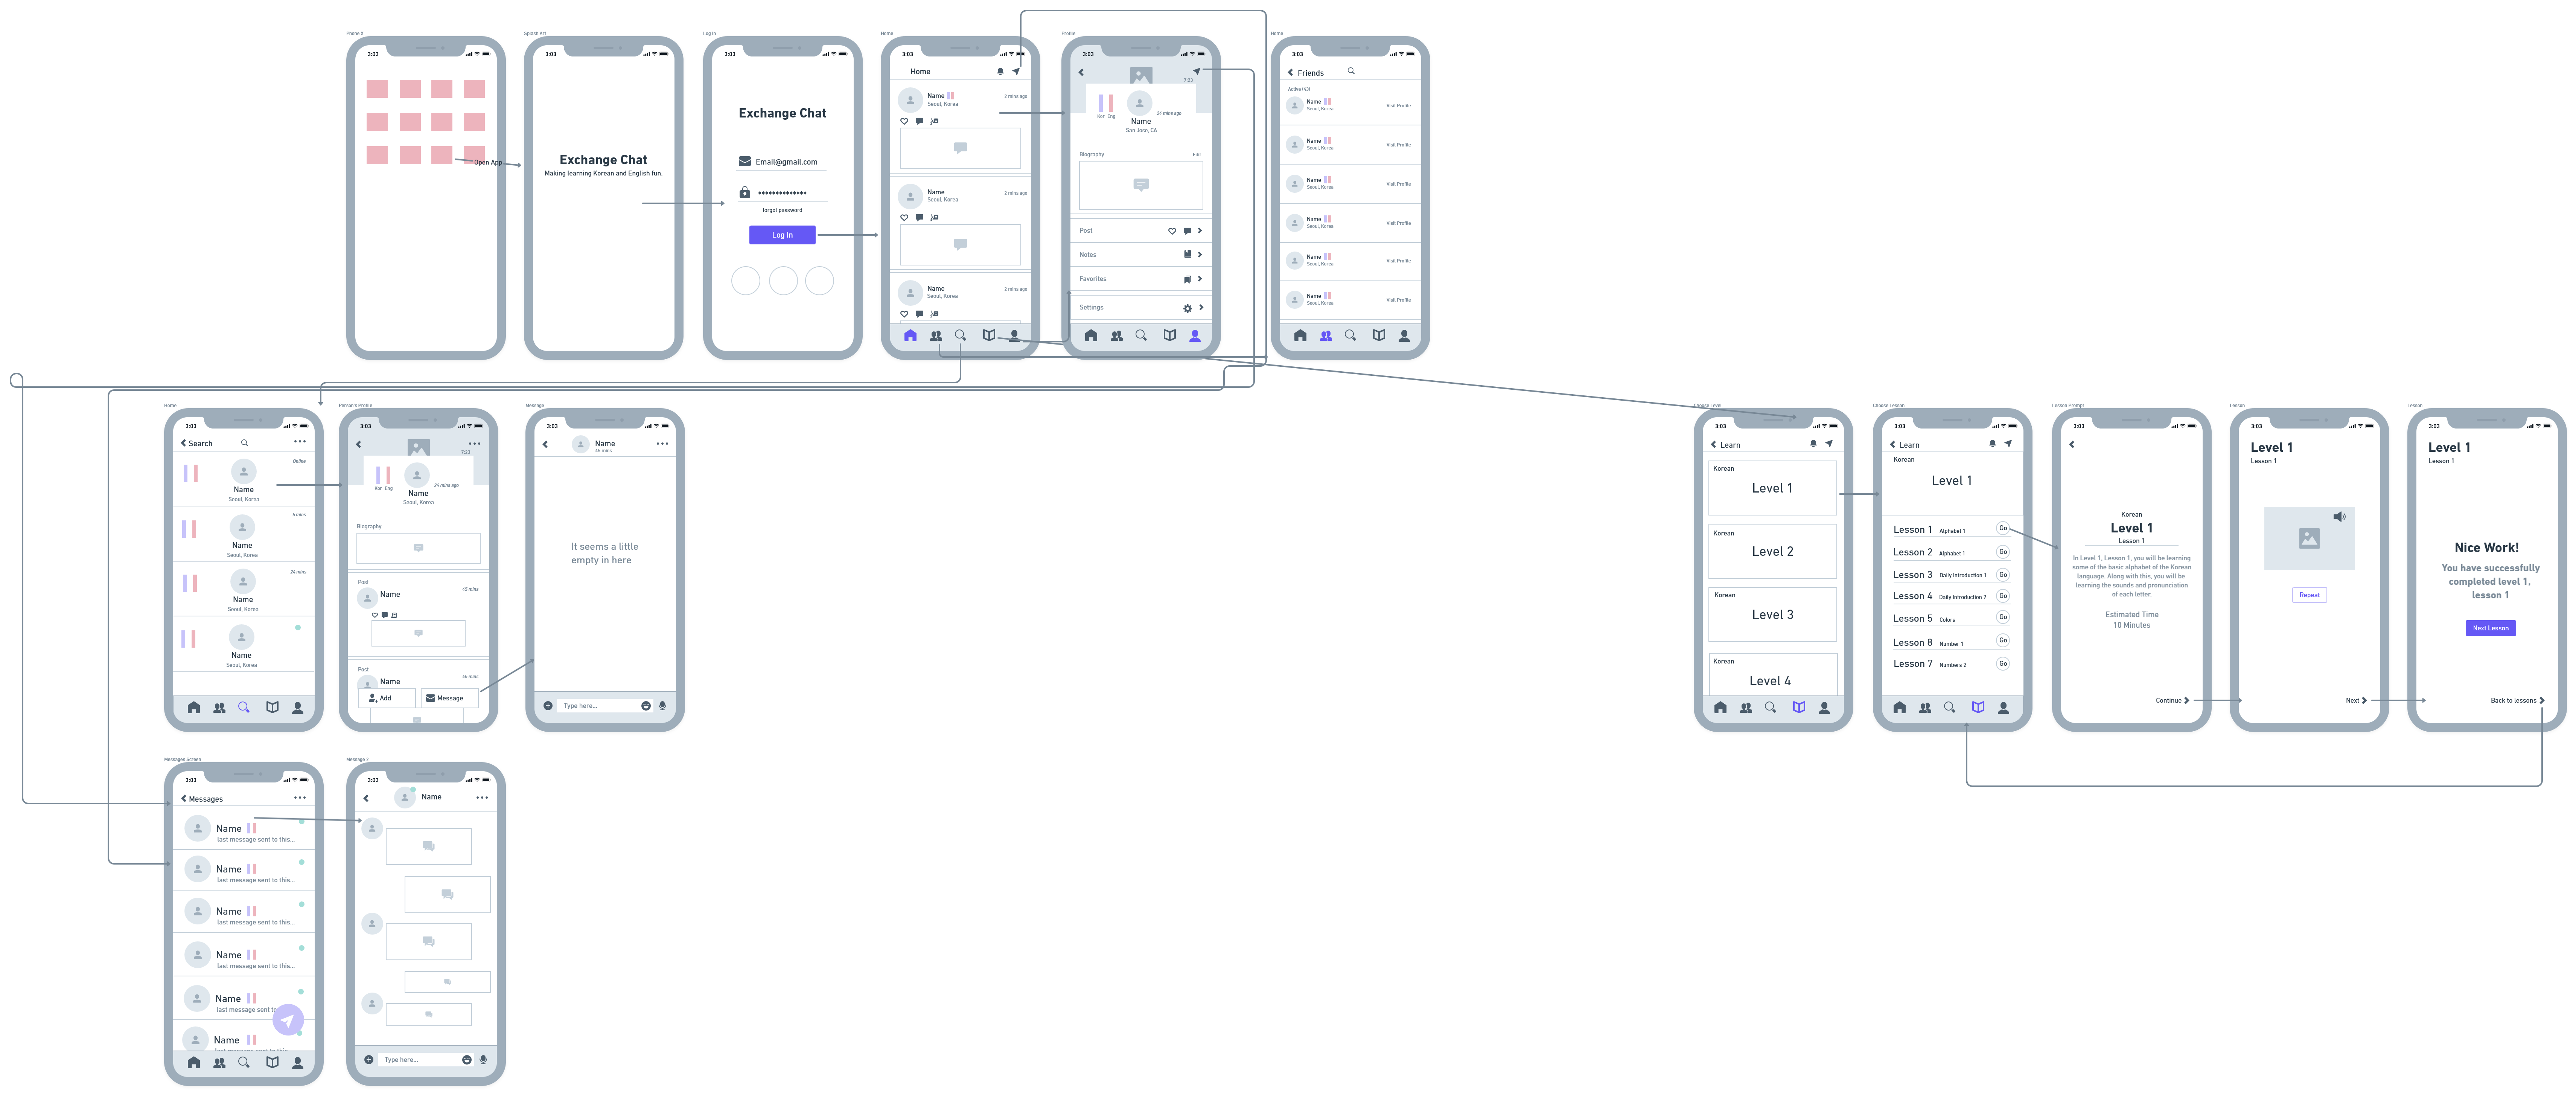 Phone X
3:03
Open App
Splash Art
3:03
Exchange Chat
Making learning Korean and English fun.
Log In
3:03
Exchange Chat
Email@gmail.com
forgot password
Log In
Home
3:03
Home
Name
2 mins ago
Seoul, Korea
Name
2 mins ago
Seoul, Korea
Name
2 mins ago
Seoul, Korea
Profile
3:03
7:23
Kor Eng
24 mins ago
Name
San Jose, CA
Biography
Edit
Post
Notes
Favorites
Settings
Home
3:03
Friends
Active (43)
Name
Seoul, Korea
Visit Profile
Name
Seoul, Korea
Visit Profile
Name
Seoul, Korea
Visit Profile
Name
Seoul, Korea
Visit Profile
Name
Seoul, Korea
Visit Profile
Name
Seoul, Korea
Visit Profile
Home
3:03
Search
Online
Name
Seoul, Korea
5 mins
Name
Seoul, Korea
24 mins
Name
Seoul, Korea
Name
Seoul, Korea
Person's Profile
3:03
7:23
Kor Eng
24 mins ago
Name
Seoul, Korea
Biography
Post
Name
45 mins
Post
Name
45 mins
Add
Message
Message
3:03
Name
45 mins
It seems a little
empty in here
Type here...
Choose Level
3:03
Learn
Korean
Level 1
Korean
Level 2
Korean
Level 3
Korean
Level 4
Choose Lesson
3:03
Learn
Korean
Level 1
Lesson 1 Alphabet 1 Go
Lesson 2 Alphabet 1 Go
Lesson 3 Daily Introduction 1 Go
Lesson 4 Daily Introduction 2 Go
Lesson 5 Colors Go
Lesson 8 Number 1 Go
Lesson 7 Numbers 2 Go
Lesson Prompt
3:03
Korean
Level 1
Lesson 1
In Level 1, Lesson 1, you will be learning
some of the basic alphabet of the Korean
language. Along with this, you will be
learning the sounds and pronunciation
of each letter.
Estimated Time
10 Minutes
Continue
Lesson
3:03
Level 1
Lesson 1
Repeat
Next
Lesson
3:03
Level 1
Lesson 1
Nice Work!
You have successfully
completed level 1,
lesson 1
Next Lesson
Back to lessons
Messages Screen
3:03
Messages
Name
last message sent to this...
Name
last message sent to this...
Name
last message sent to this...
Name
last message sent to this...
Name
last message sent to
Name
Message 2
3:03
Name
Type here...